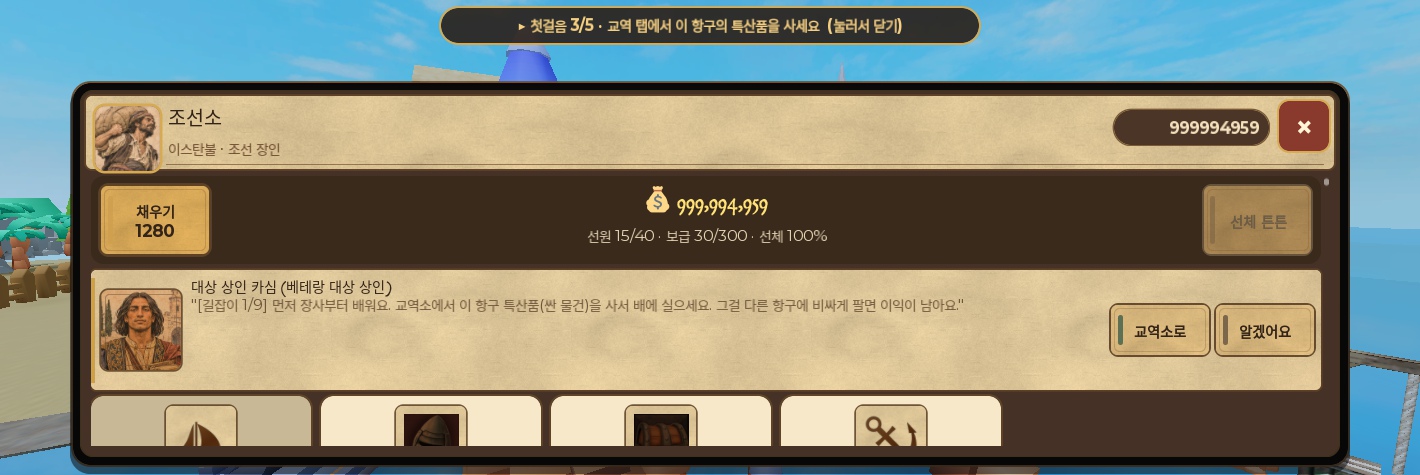 ▸ 첫걸음 3/5 · 교역 탭에서 이 항구의 특산품을 사세요 (눌러서 닫기)
조선소
이스탄불 · 조선 장인
999994959
×
채우기
1280
$ 999,994,959
선원 15/40 · 보급 30/300 · 선체 100%
선체 튼튼
대상 상인 카심 (베테랑 대상 상인)
"[길잡이 1/9] 먼저 장사부터 배워요. 교역소에서 이 항구 특산품(싼 물건)을 사서 배에 실으세요. 그걸 다른 항구에 비싸게 팔면 이익이 남아요."
교역소로
알겠어요